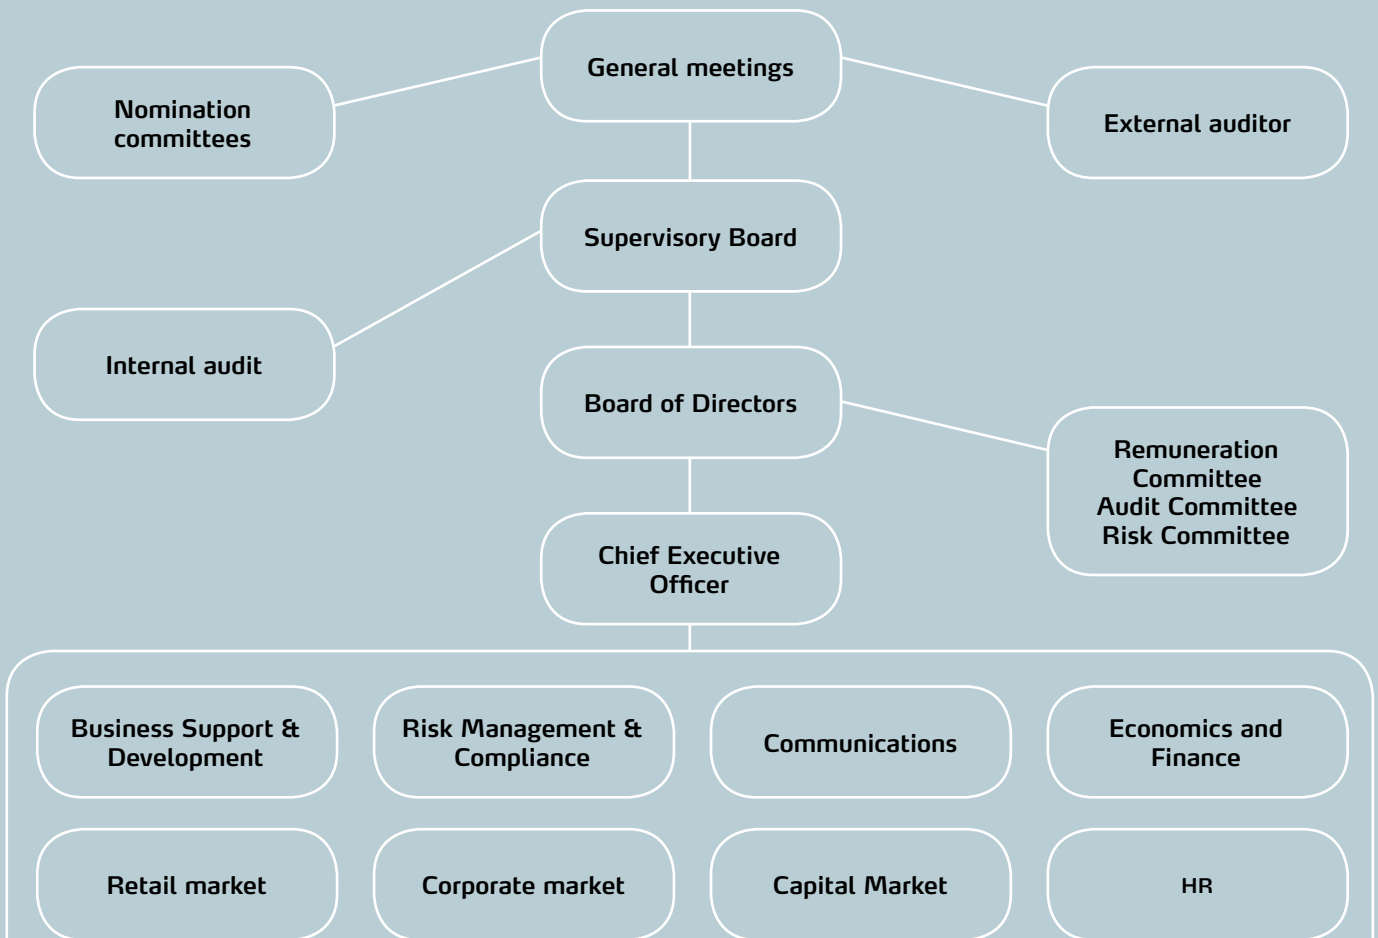 General meetings
Nomination
committees
External auditor
Supervisory Board
Internal audit
Board of Directors
Remuneration
Committee
Audit Committee
Risk Committee
Chief Executive
Officer
Business Support &
Development
Risk Management &
Compliance
Communications
Economics and
Finance
Retail market
Corporate market
Capital Market
HR